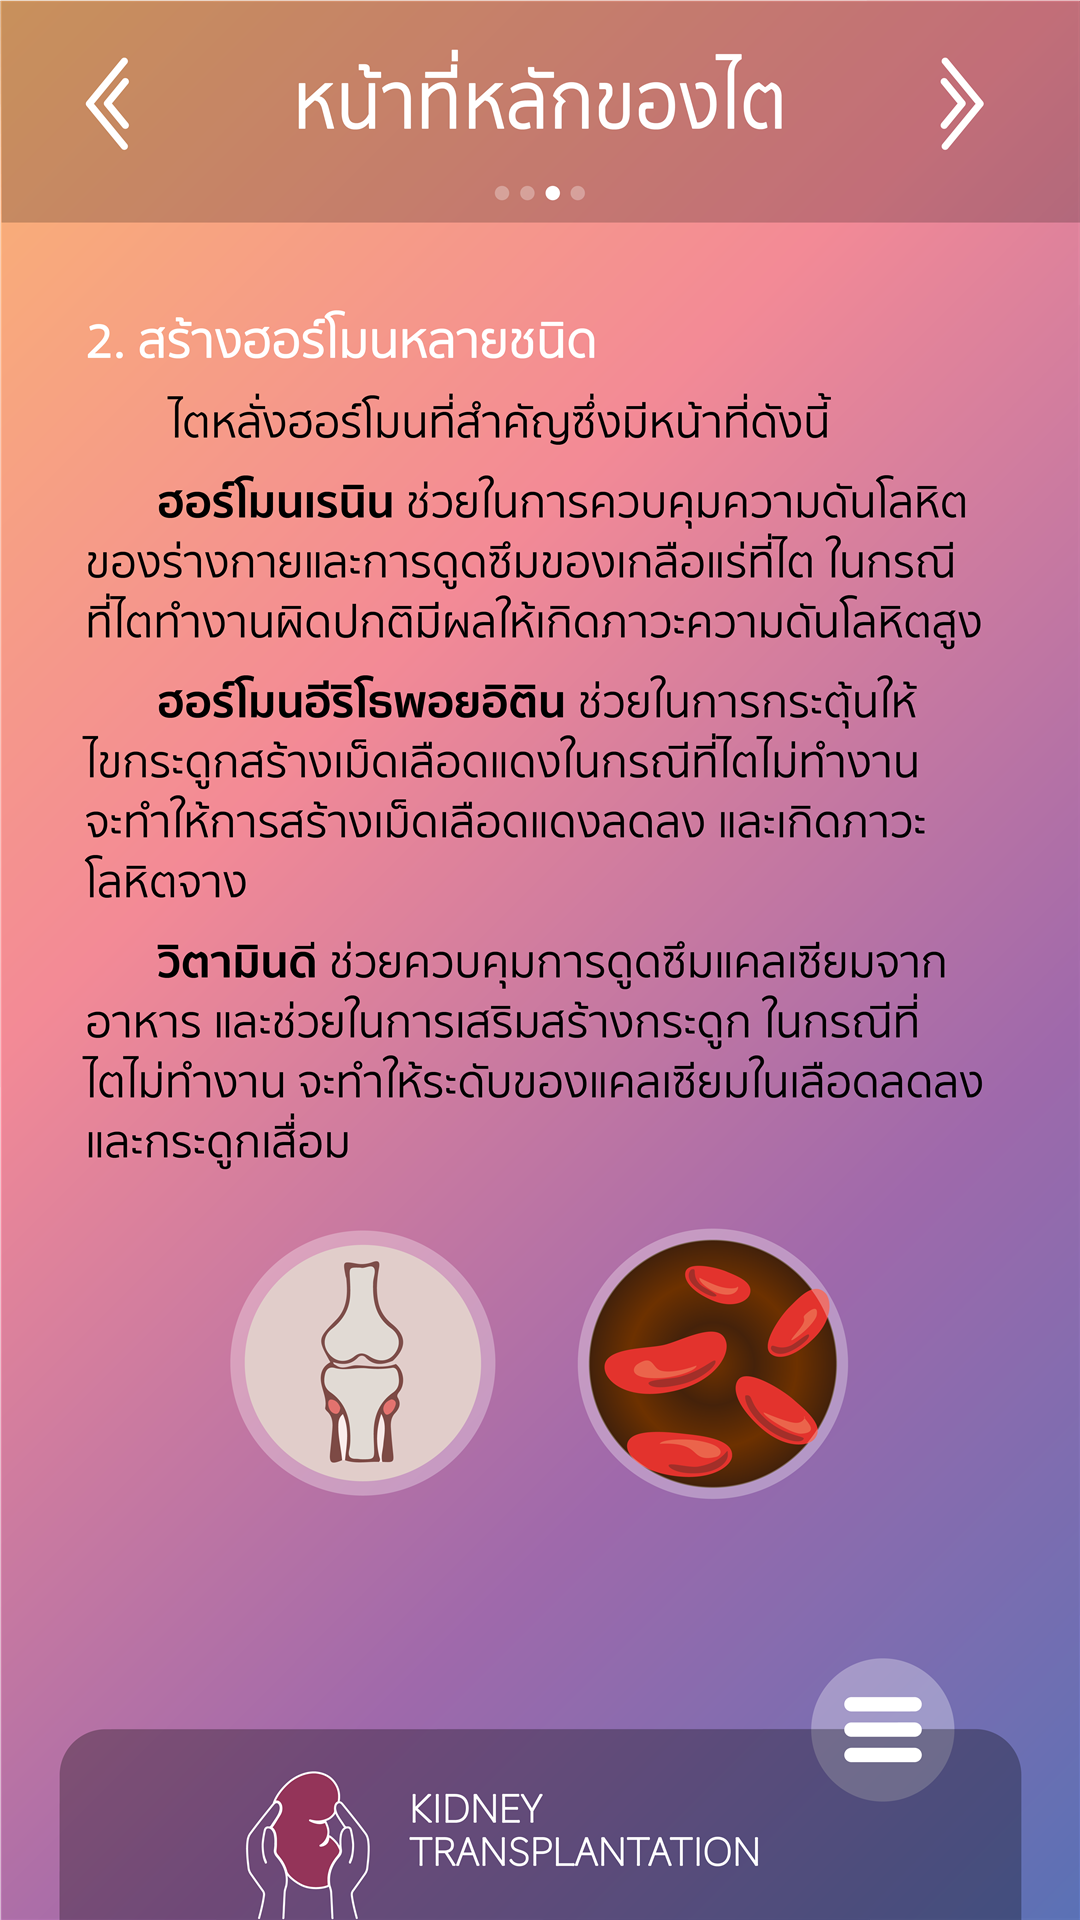 หน้าที่หลักของไต
2. สร้างฮอร์โมนหลายชนิด
ไตหลั่งฮอร์โมนที่สำคัญซึ่งมีหน้าที่ดังนี้
ฮอร์โมนเรนิน ช่วยในการควบคุมความดันโลหิต
ของร่างกายและการดูดซึมของเกลือแร่ที่ไต ในกรณี
ที่ไตทำงานผิดปกติมีผลให้เกิดภาวะความดันโลหิตสูง
ฮอร์โมนอีริโธพอยอิติน ช่วยในการกระตุ้นให้
ไขกระดูกสร้างเม็ดเลือดแดงในกรณีที่ไตไม่ทำงาน
จะทำให้การสร้างเม็ดเลือดแดงลดลง และเกิดภาวะ
โลหิตจาง
วิตามินดี ช่วยควบคุมการดูดซึมแคลเซียมจาก
อาหาร และช่วยในการเสริมสร้างกระดูก ในกรณีที่
ไตไม่ทำงาน จะทำให้ระดับของแคลเซียมในเลือดลดลง
และกระดูกเสื่อม
KIDNEY
TRANSPLANTATION